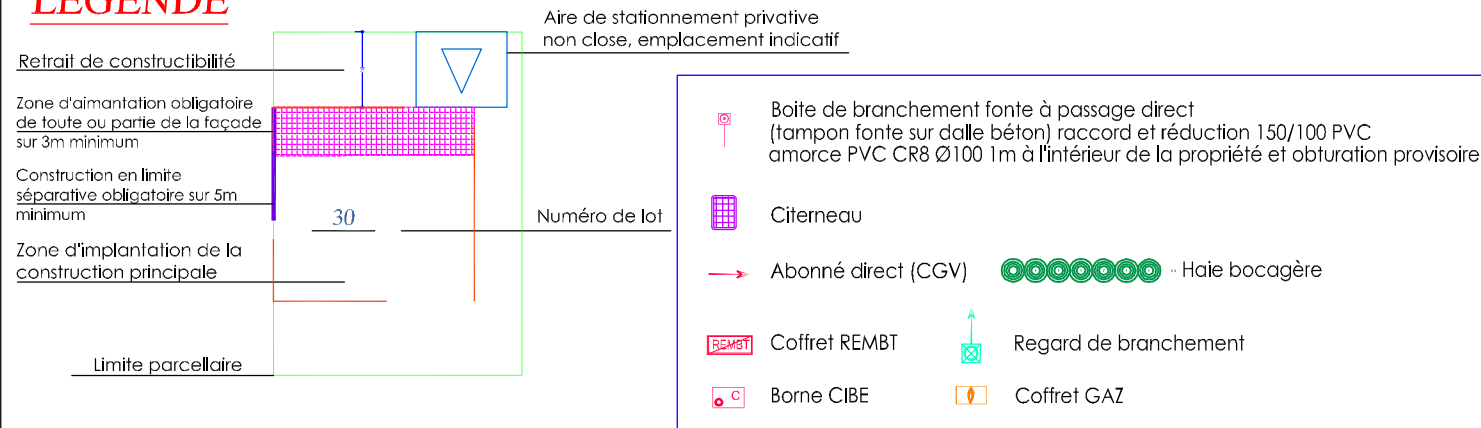 LEGENDE
Aire de stationnement privative
non close, emplacement indicatif
Retrait de constructibilité
Zone d'aimantation obligatoire
de toute ou partie de la façade
sur 3m minimum
Construction en limite
séparative obligatoire sur 5m
minimum
30
Numéro de lot
Zone d'implantation de la
construction principale
Limite parcellaire
Boite de branchement fonte à passage direct
(tampon fonte sur dalle béton) raccord et réduction 150/100 PVC
amorce PVC CR8 Ø100 1m à l'intérieur de la propriété et obturation provisoire
Citerneau
Abonné direct (CGV)
Haie bocagère
REMBT
Coffret REMBT
Regard de branchement
C
Borne CIBE
Coffret GAZ